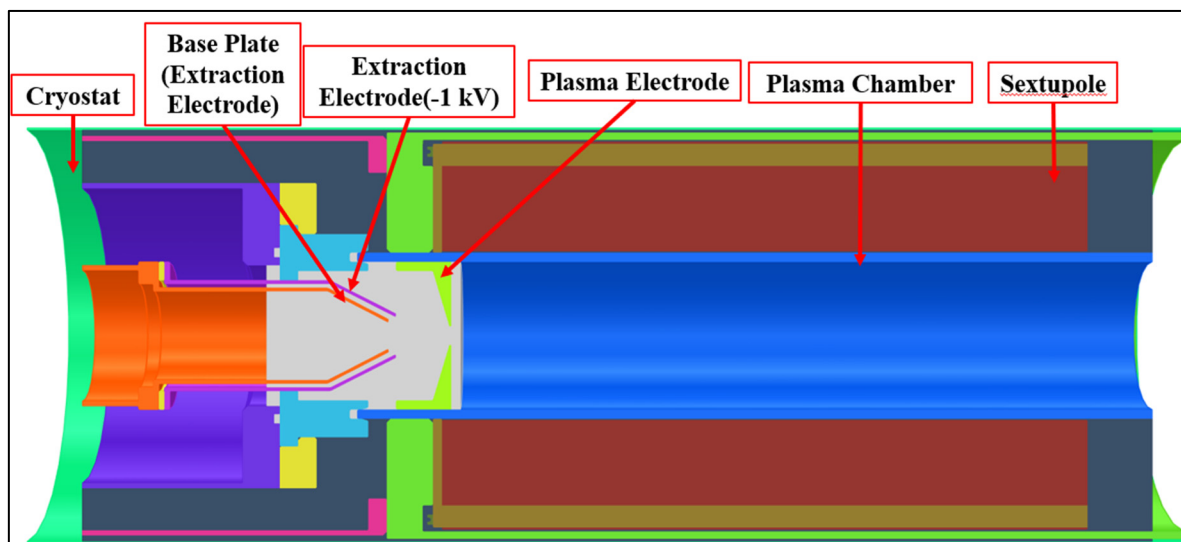 Cryostat
Base Plate
(Extraction
Electrode)
Extraction
Electrode(-1 kV)
Plasma Electrode
Plasma Chamber
Sextupole